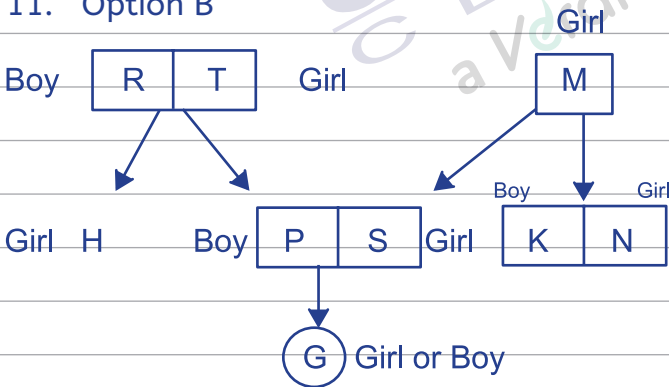 11. Option B
Girl
Boy R T Girl M
Boy Girl
Girl H Boy P S Girl K N
G Girl or Boy